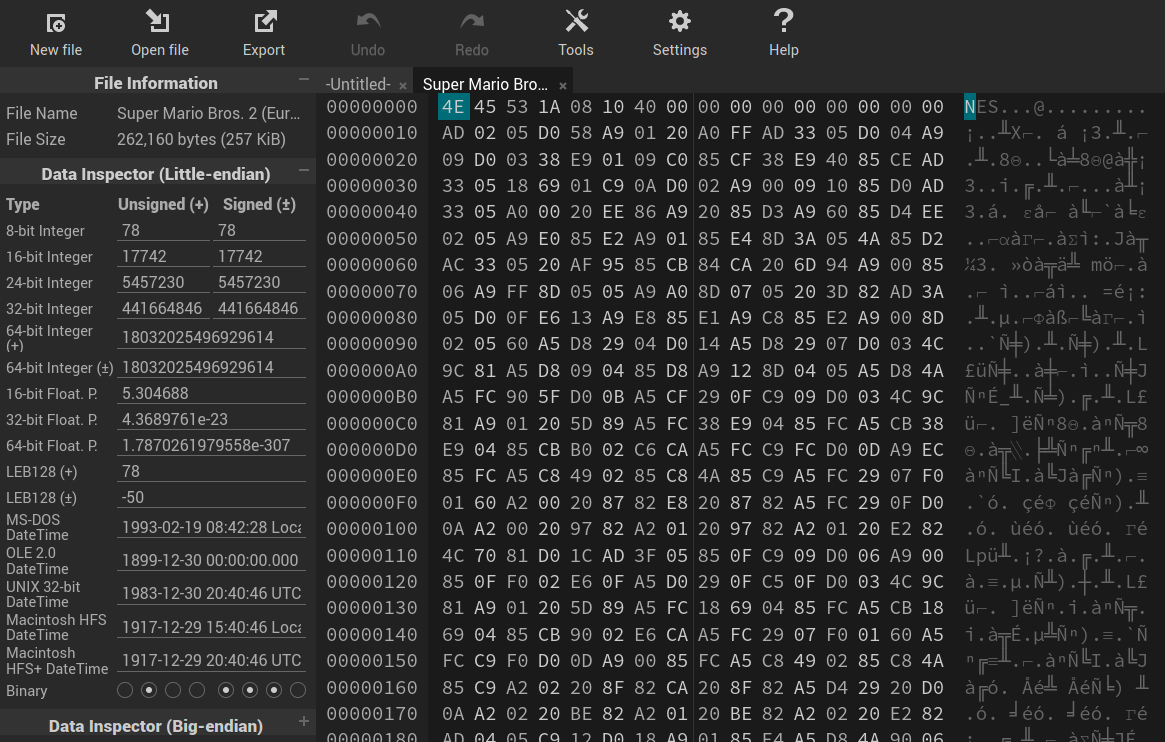 New file Open file Export Undo Redo Tools Settings Help
File Information
File Name Super Mario Bros. 2 (Eur...
File Size 262,160 bytes (257 KiB)
Data Inspector (Little-endian)
Type Unsigned (+) Signed (±)
8-bit Integer 78 78
16-bit Integer 17742 17742
24-bit Integer 5457230 5457230
32-bit Integer 441664846 441664846
64-bit Integer (+) 18032025496929614
64-bit Integer (±) 18032025496929614
16-bit Float. P. 5.304688
32-bit Float. P. 4.3689761e-23
64-bit Float. P. 1.7870261979558e-307
LEB128 (+) 78
LEB128 (±) -50
MS-DOS DateTime 1993-02-19 08:42:28 Loca
OLE 2.0 DateTime 1899-12-30 00:00:00.000
UNIX 32-bit DateTime 1983-12-30 20:40:46 UTC
Macintosh HFS DateTime 1917-12-29 15:40:46 Loca
Macintosh HFS+ DateTime 1917-12-29 20:40:46 UTC
Binary
Data Inspector (Big-endian)
-Untitled- × Super Mario Bro... ×
00000000 4E 45 53 1A 08 10 40 00 00 00 00 00 00 00 00 00 NES...@.........
00000010 AD 02 05 D0 58 A9 01 20 A0 FF AD 33 05 D0 04 A9
00000020 09 D0 03 38 E9 01 09 C0 85 CF 38 E9 40 85 CE AD
00000030 33 05 18 69 01 C9 0A D0 02 A9 00 09 10 85 D0 AD
00000040 33 05 A0 00 20 EE 86 A9 20 85 D3 A9 60 85 D4 EE
00000050 02 05 A9 E0 85 E2 A9 01 85 E4 8D 3A 05 4A 85 D2
00000060 AC 33 05 20 AF 95 85 CB 84 CA 20 6D 94 A9 00 85
00000070 06 A9 FF 8D 05 05 A9 A0 8D 07 05 20 3D 82 AD 3A
00000080 05 D0 0F E6 13 A9 E8 85 E1 A9 C8 85 E2 A9 00 8D
00000090 02 05 60 A5 D8 29 04 D0 14 A5 D8 29 07 D0 03 4C
000000A0 9C 81 A5 D8 09 04 85 D8 A9 12 8D 04 05 A5 D8 4A
000000B0 A5 FC 90 5F D0 0B A5 CF 29 0F C9 09 D0 03 4C 9C
000000C0 81 A9 01 20 5D 89 A5 FC 38 E9 04 85 FC A5 CB 38
000000D0 E9 04 85 CB B0 02 C6 CA A5 FC C9 FC D0 0D A9 EC
000000E0 85 FC A5 C8 49 02 85 C8 4A 85 C9 A5 FC 29 07 F0
000000F0 01 60 A2 00 20 87 82 E8 20 87 82 A5 FC 29 0F D0
00000100 0A A2 00 20 97 82 A2 01 20 97 82 A2 01 20 E2 82
00000110 4C 70 81 D0 1C AD 3F 05 85 0F C9 09 D0 06 A9 00
00000120 85 0F F0 02 E6 0F A5 D0 29 0F C5 0F D0 03 4C 9C
00000130 81 A9 01 20 5D 89 A5 FC 18 69 04 85 FC A5 CB 18
00000140 69 04 85 CB 90 02 E6 CA A5 FC 29 07 F0 01 60 A5
00000150 FC C9 F0 D0 0D A9 00 85 FC A5 C8 49 02 85 C8 4A
00000160 85 C9 A2 02 20 8F 82 CA 20 8F 82 A5 D4 29 20 D0
00000170 0A A2 02 20 BE 82 A2 01 20 BE 82 A2 02 20 E2 82
00000180 AD 04 05 C9 12 D0 18 A9 01 85 E4 A5 D8 4A 90 06